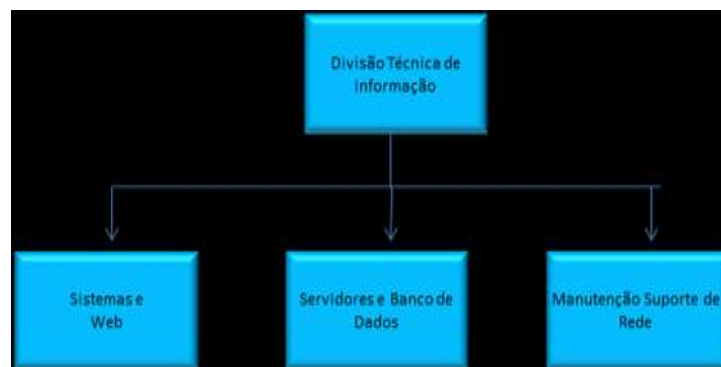 Divisão Técnica de
Informação
Sistemas e
Web
Servidores e Banco de
Dados
Manutenção Suporte de
Rede